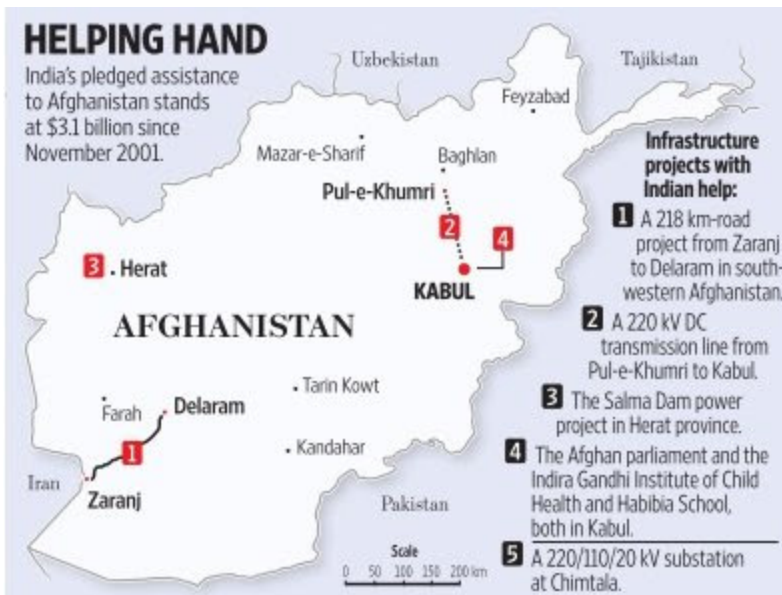 HELPING HAND
India's pledged assistance
to Afghanistan stands
at $3.1 billion since
November 2001.
Uzbekistan
Tajikistan
Feyzabad
Mazar-e-Sharif
Baghlan
Pul-e-Khumri
2
4
3
Herat
KABUL
AFGHANISTAN
Tarin Kowt
Farah
Delaram
1
Kandahar
Iran
Zaranj
Pakistan
Scale
0 50 100 150 200 km
Infrastructure
projects with
Indian help:
1 A 218 km-road
project from Zaranj
to Delaram in south-
western Afghanistan.
2 A 220 kV DC
transmission line from
Pul-e-Khumri to Kabul.
3 The Salma Dam power
project in Herat province.
4 The Afghan parliament and the
Indira Gandhi Institute of Child
Health and Habibia School,
both in Kabul.
5 A 220/110/20 kV substation
at Chimtala.